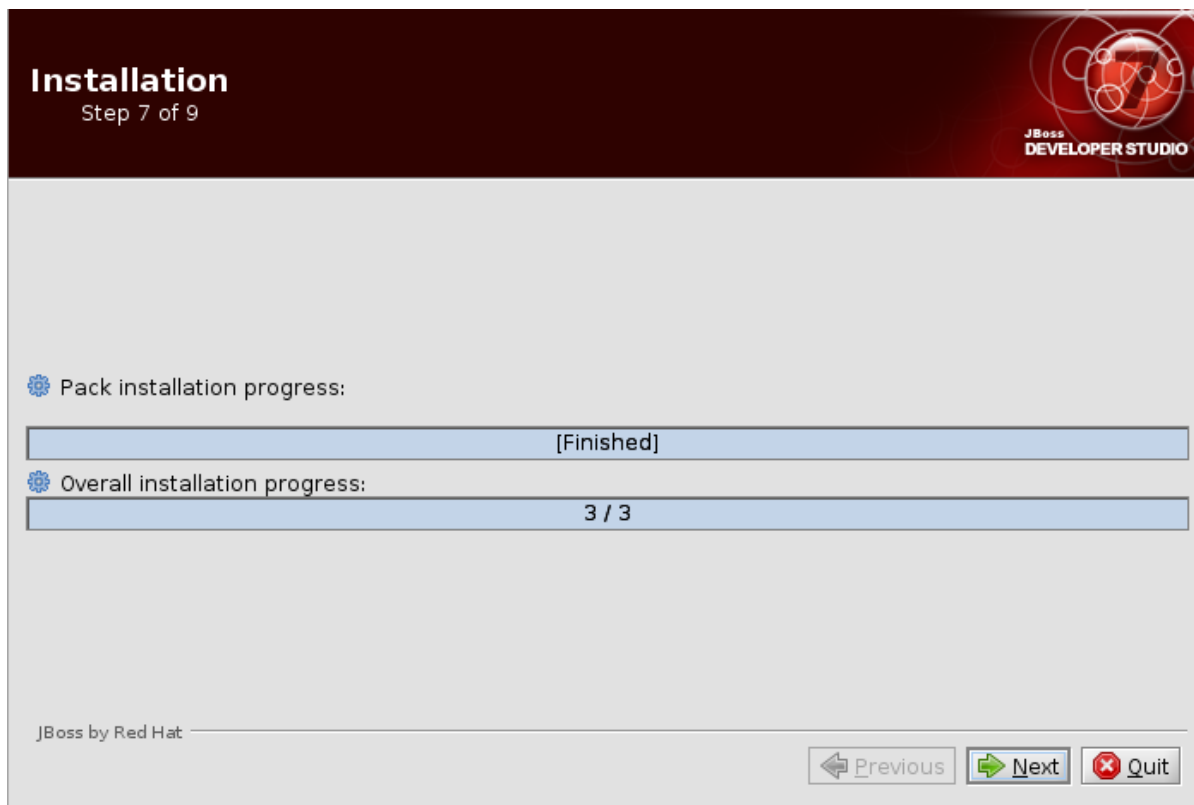 Installation
Step 7 of 9
7
JBoss
DEVELOPER STUDIO
Pack installation progress:
[Finished]
Overall installation progress:
3 / 3
JBoss by Red Hat
Previous Next Quit